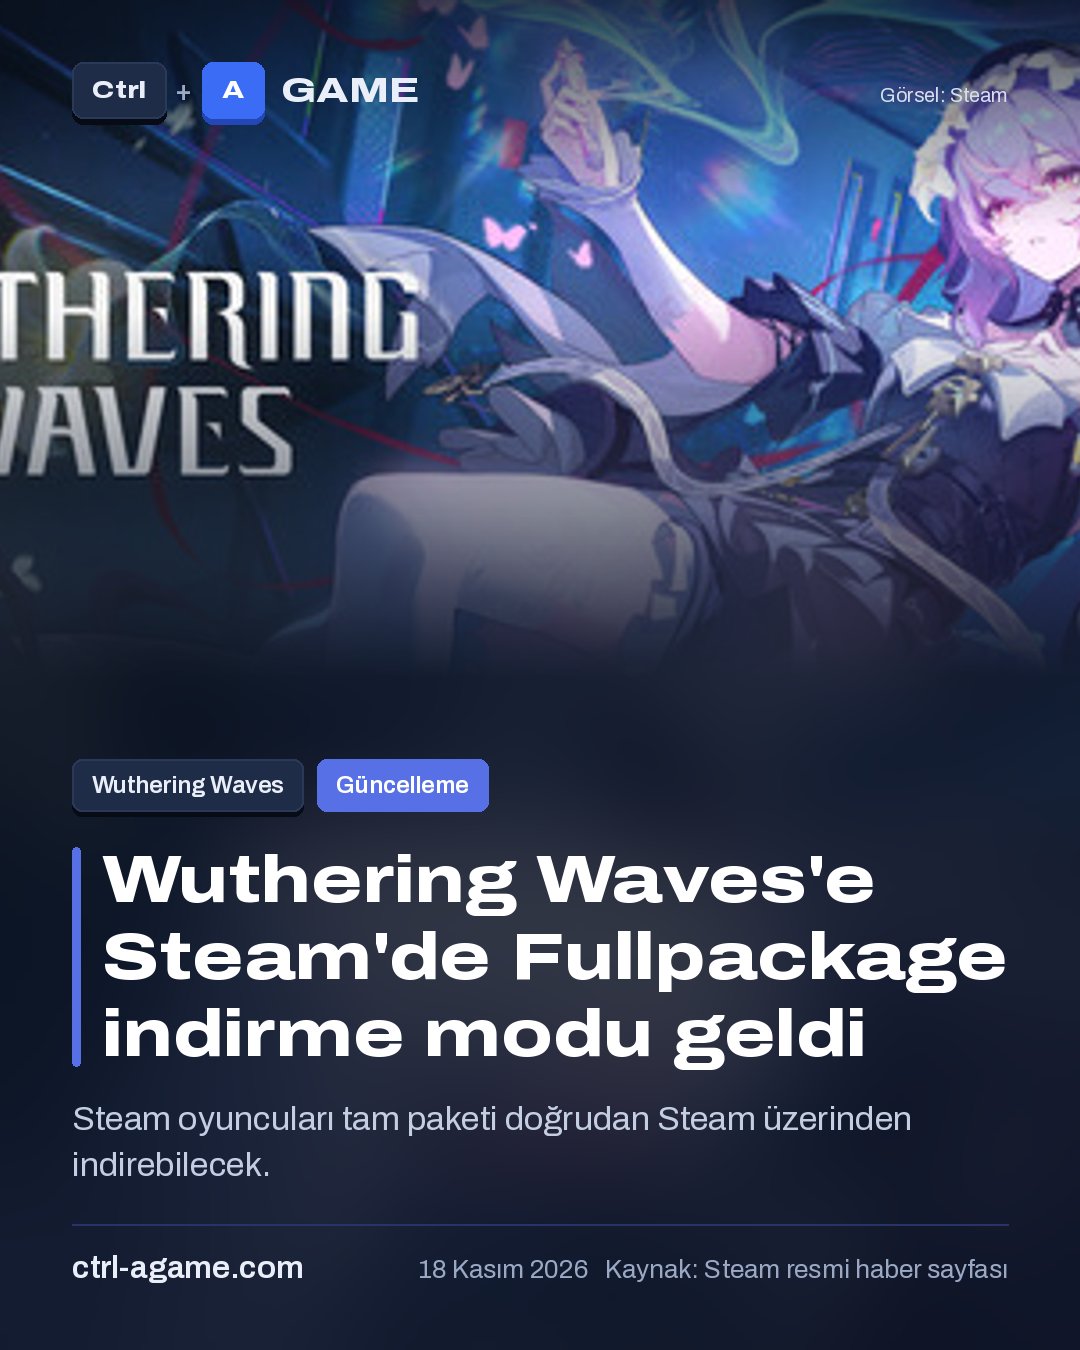 Ctrl + A GAME
Görsel: Steam
THERING
WAVES
Wuthering Waves
Güncelleme
Wuthering Waves'e
Steam'de Fullpackage
indirme modu geldi
Steam oyuncuları tam paketi doğrudan Steam üzerinden
indirebilecek.
ctrl-agame.com
18 Kasım 2026 Kaynak: Steam resmi haber sayfası